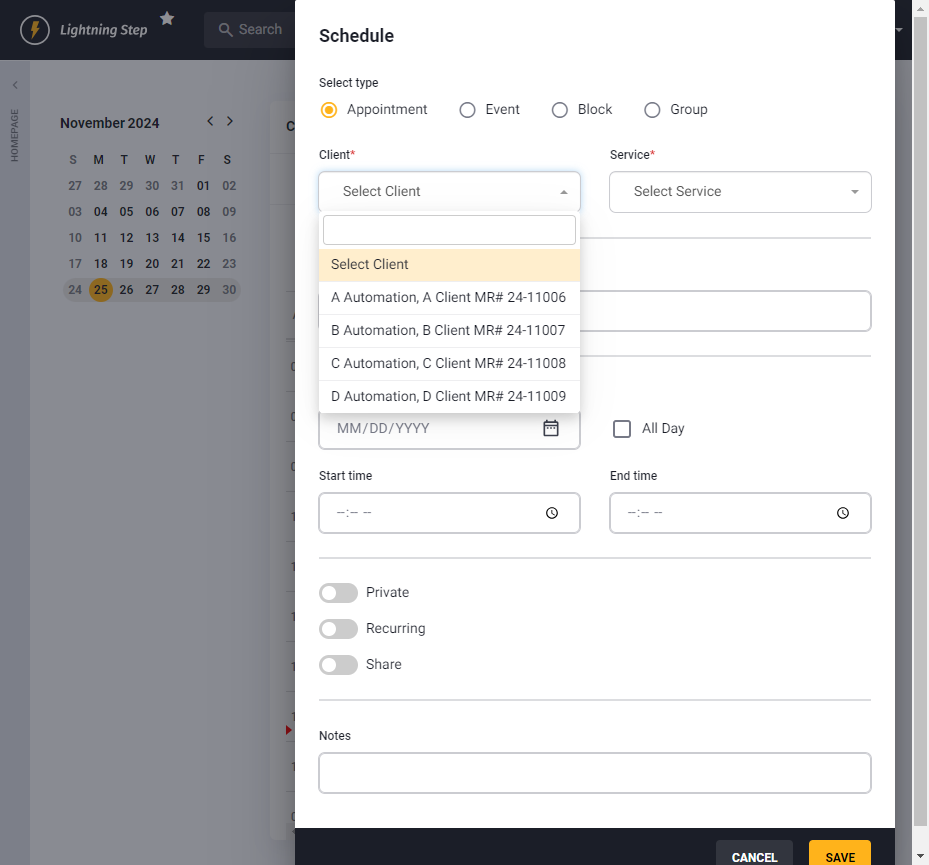 Lightning Step
Search
HOMEPAGE
November 2024
S M T W T F S
27 28 29 30 31 01 02
03 04 05 06 07 08 09
10 11 12 13 14 15 16
17 18 19 20 21 22 23
24 25 26 27 28 29 30
C
Schedule
Select type
Appointment Event Block Group
Client* Service*
Select Client Select Service
Select Client
A Automation, A Client MR# 24-11006
B Automation, B Client MR# 24-11007
C Automation, C Client MR# 24-11008
D Automation, D Client MR# 24-11009
MM/DD/YYYY All Day
Start time End time
--:-- -- --:-- --
Private
Recurring
Share
Notes
CANCEL SAVE